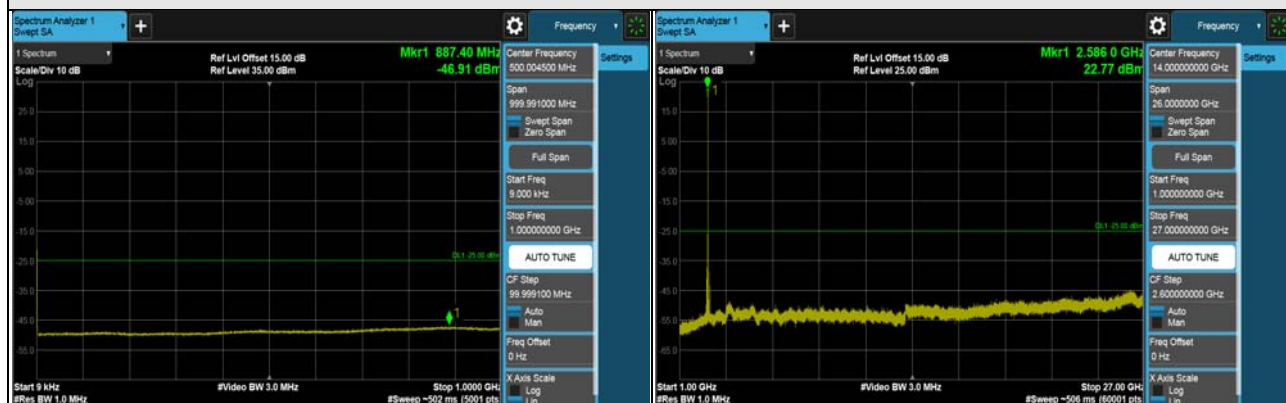 Spectrum Analyzer 1
Swept SA
+
Frequency
1 Spectrum
Scale/Div 10 dB
Log
Ref Lvl Offset 15.00 dB
Ref Level 35.00 dBm
Mkr1 887.40 MHz
-46.91 dBm
25.0
15.0
5.00
-5.00
-15.0
-25.0
-35.0
-45.0
-55.0
DL1 -25.00 dBm
1
Start 9 kHz
#Res BW 1.0 MHz
#Video BW 3.0 MHz
Stop 1.0000 GHz
#Sweep ~502 ms (5001 pts)
Center Frequency
500.004500 MHz
Span
999.991000 MHz
Swept Span
Zero Span
Full Span
Start Freq
9.000 kHz
Stop Freq
1.000000000 GHz
AUTO TUNE
CF Step
99.999100 MHz
Auto
Man
Freq Offset
0 Hz
X Axis Scale
Log
Lin
Settings
Spectrum Analyzer 1
Swept SA
+
Frequency
1 Spectrum
Scale/Div 10 dB
Log
Ref Lvl Offset 15.00 dB
Ref Level 25.00 dBm
Mkr1 2.586 0 GHz
22.77 dBm
15.0
5.00
-5.00
-15.0
-25.0
-35.0
-45.0
-55.0
-65.0
DL1 -25.00 dBm
1
Start 1.00 GHz
#Res BW 1.0 MHz
#Video BW 3.0 MHz
Stop 27.00 GHz
#Sweep ~506 ms (60001 pts)
Center Frequency
14.000000000 GHz
Span
26.0000000 GHz
Swept Span
Zero Span
Full Span
Start Freq
1.000000000 GHz
Stop Freq
27.000000000 GHz
AUTO TUNE
CF Step
2.600000000 GHz
Auto
Man
Freq Offset
0 Hz
X Axis Scale
Log
Lin
Settings